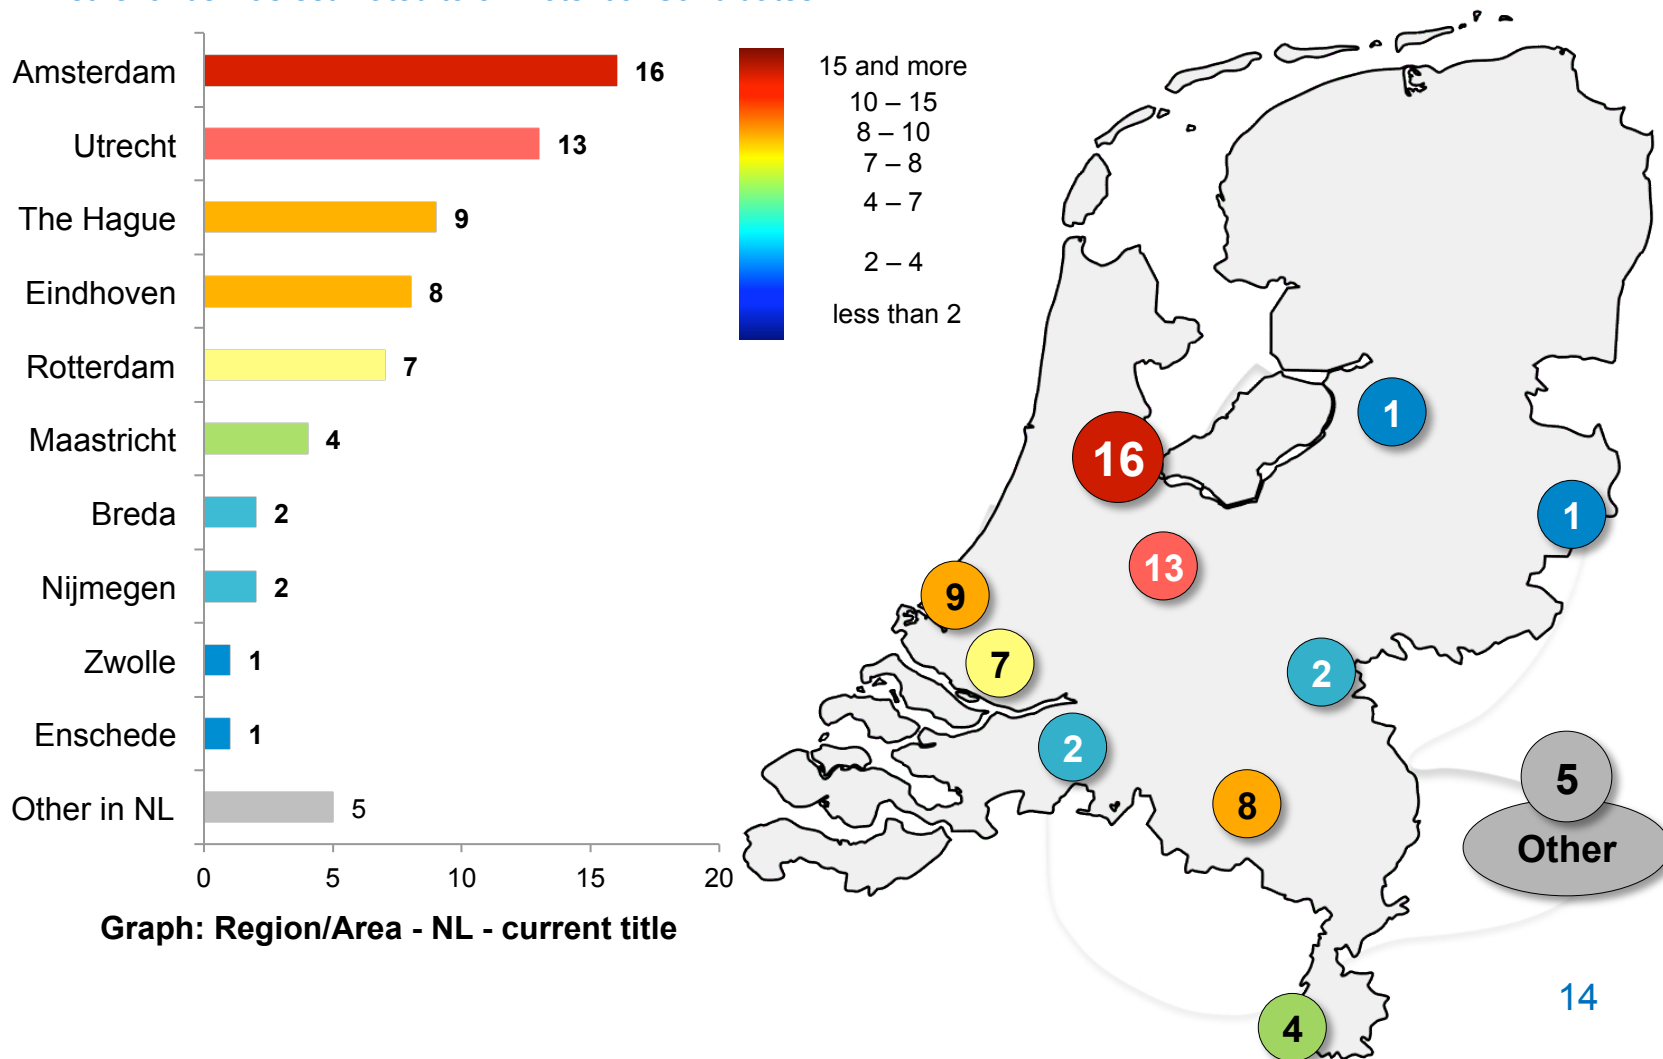 Amsterdam 16
Utrecht 13
The Hague 9
Eindhoven 8
Rotterdam 7
Maastricht 4
Breda 2
Nijmegen 2
Zwolle 1
Enschede 1
Other in NL 5
0 5 10 15 20
Graph: Region/Area - NL - current title
15 and more
10 – 15
8 – 10
7 – 8
4 – 7
2 – 4
less than 2
1
16
1
13
9
7
2
2
8
5
Other
4
14